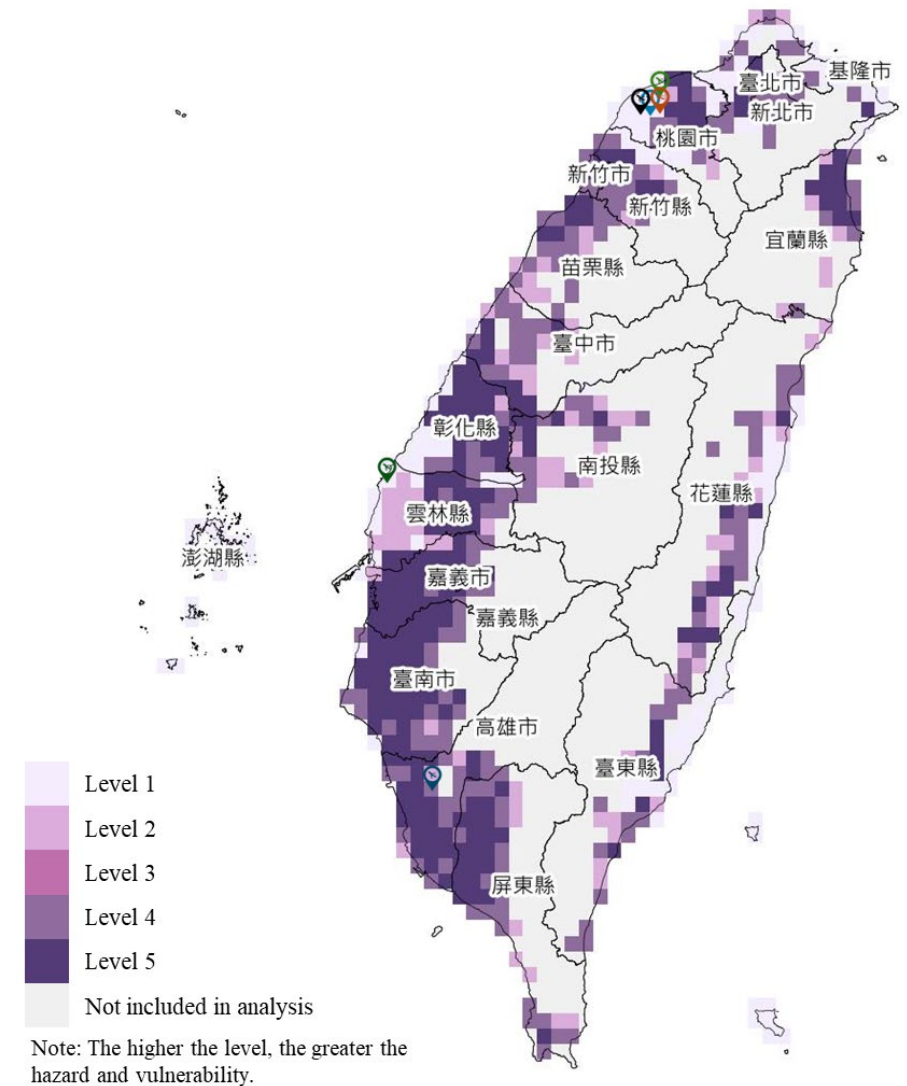 基隆市
臺北市
新北市
桃園市
新竹市
新竹縣
宜蘭縣
苗栗縣
臺中市
彰化縣
南投縣
花蓮縣
雲林縣
澎湖縣
嘉義市
嘉義縣
臺南市
高雄市
臺東縣
屏東縣
Level 1
Level 2
Level 3
Level 4
Level 5
Not included in analysis
Note: The higher the level, the greater the
hazard and vulnerability.